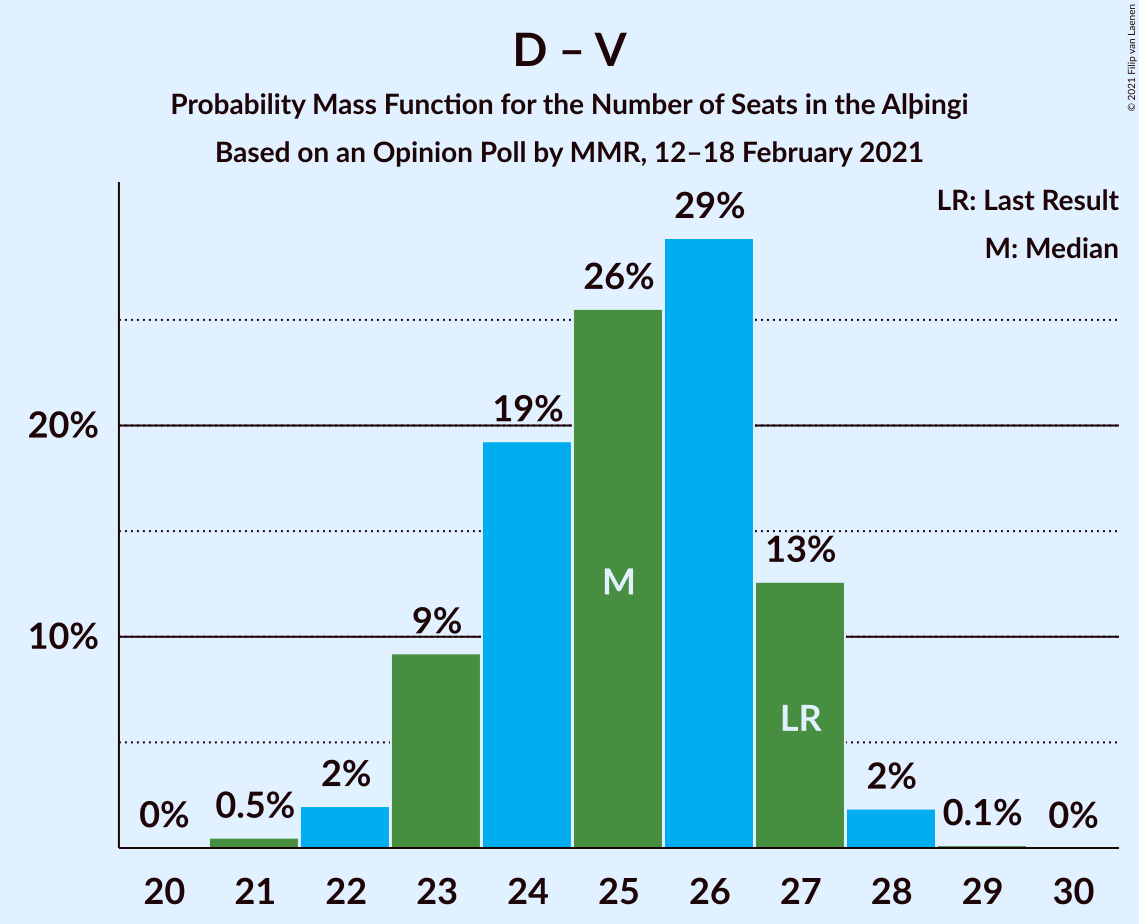 D – V
Probability Mass Function for the Number of Seats in the Alþingi
Based on an Opinion Poll by MMR, 12–18 February 2021
© 2021 Filip van Laenen
LR: Last Result
M: Median
29%
26%
19%
20%
13%
M
9%
10%
LR
2%
2%
0%
0.5%
0.1%
0%
20 21 22 23 24 25 26 27 28 29 30